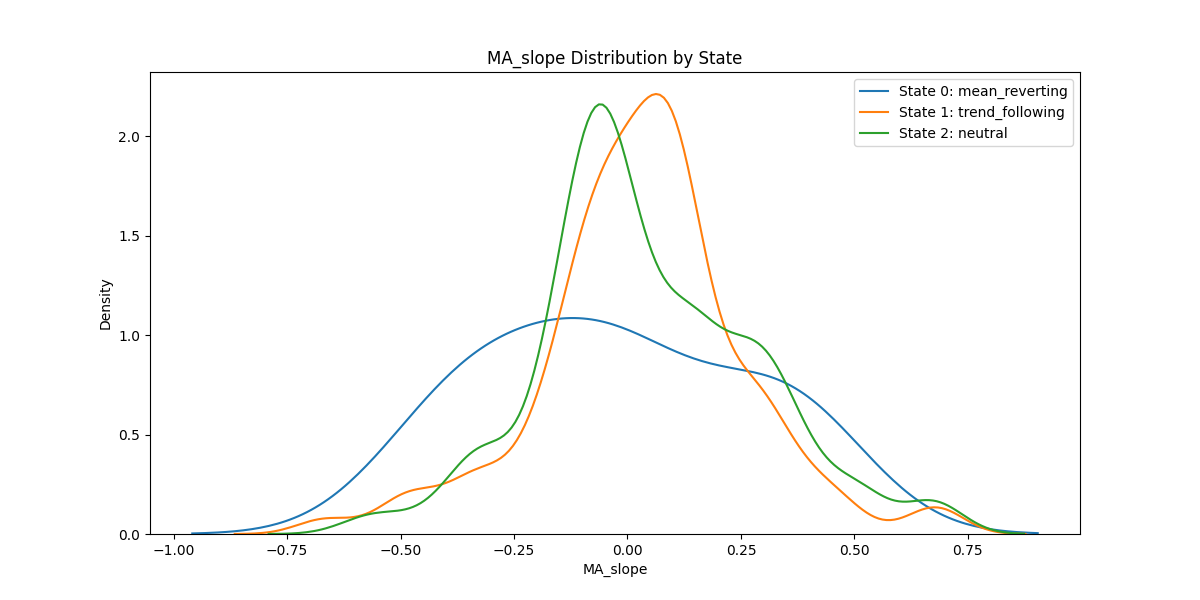 MA_slope Distribution by State
State 0: mean_reverting
State 1: trend_following
State 2: neutral
Density
2.0
1.5
1.0
0.5
0.0
−1.00 −0.75 −0.50 −0.25 0.00 0.25 0.50 0.75
MA_slope